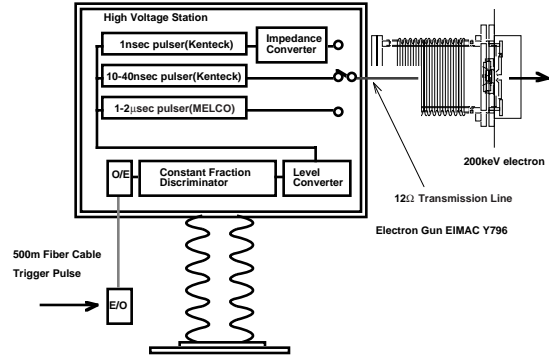 High Voltage Station
1nsec pulser(Kenteck)
Impedance
Converter
10-40nsec pulser(Kenteck)
1-2μsec pulser(MELCO)
O/E
Constant Fraction
Discriminator
Level
Converter
200keV electron
12Ω Transmission Line
Electron Gun EIMAC Y796
500m Fiber Cable
Trigger Pulse
E/O